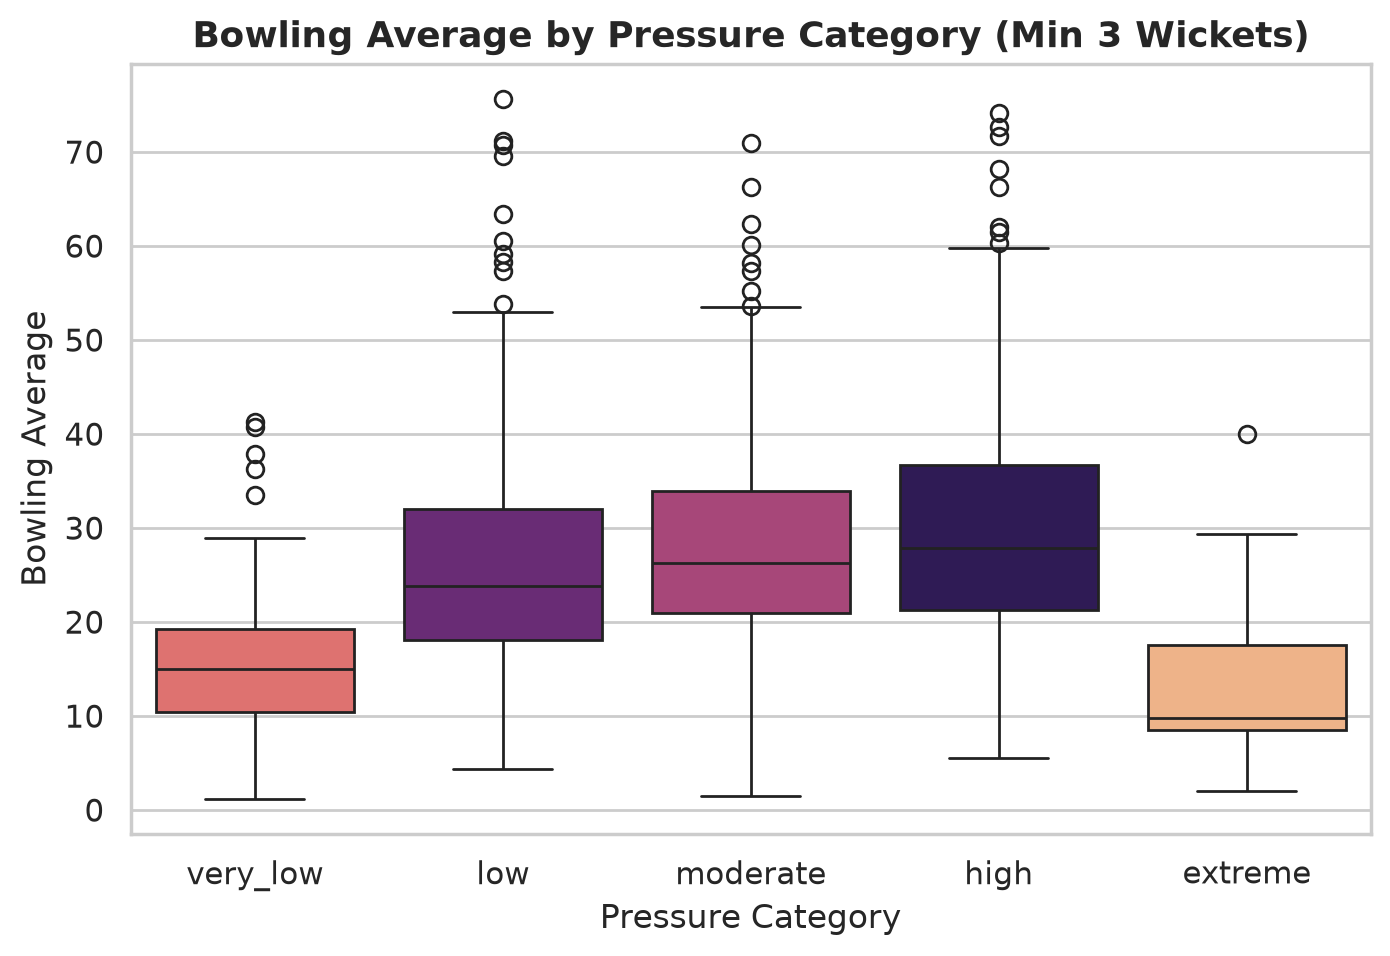 Bowling Average by Pressure Category (Min 3 Wickets)
Bowling Average
70
60
50
40
30
20
10
0
very_low low moderate high extreme
Pressure Category